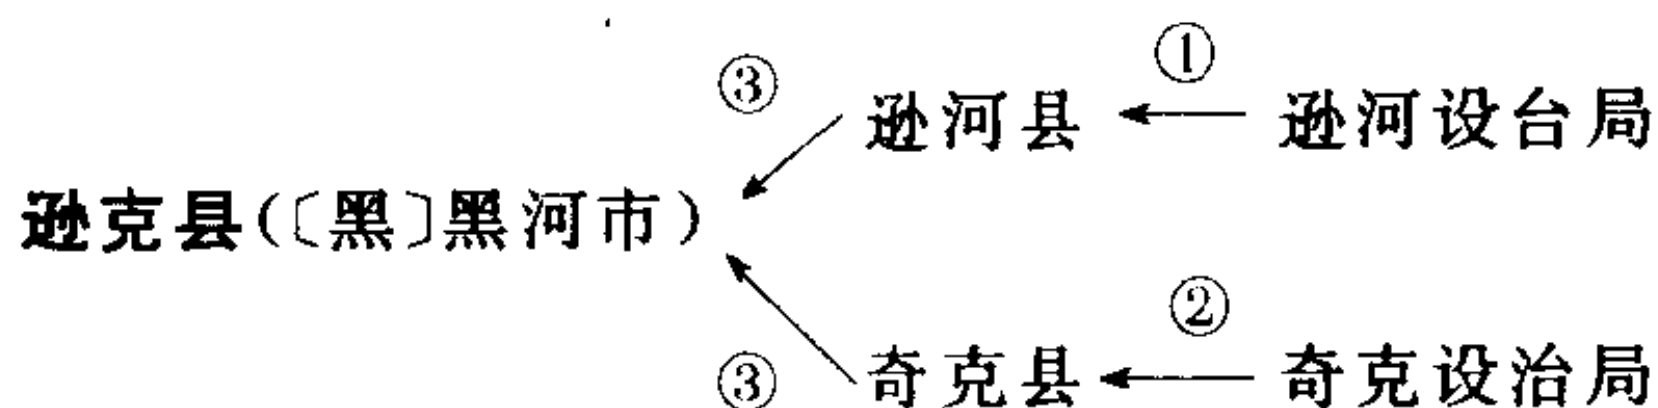 ①
③ 逊河县 逊河设台局
逊克县(〔黑〕黑河市)
②
③ 奇克县 奇克设治局